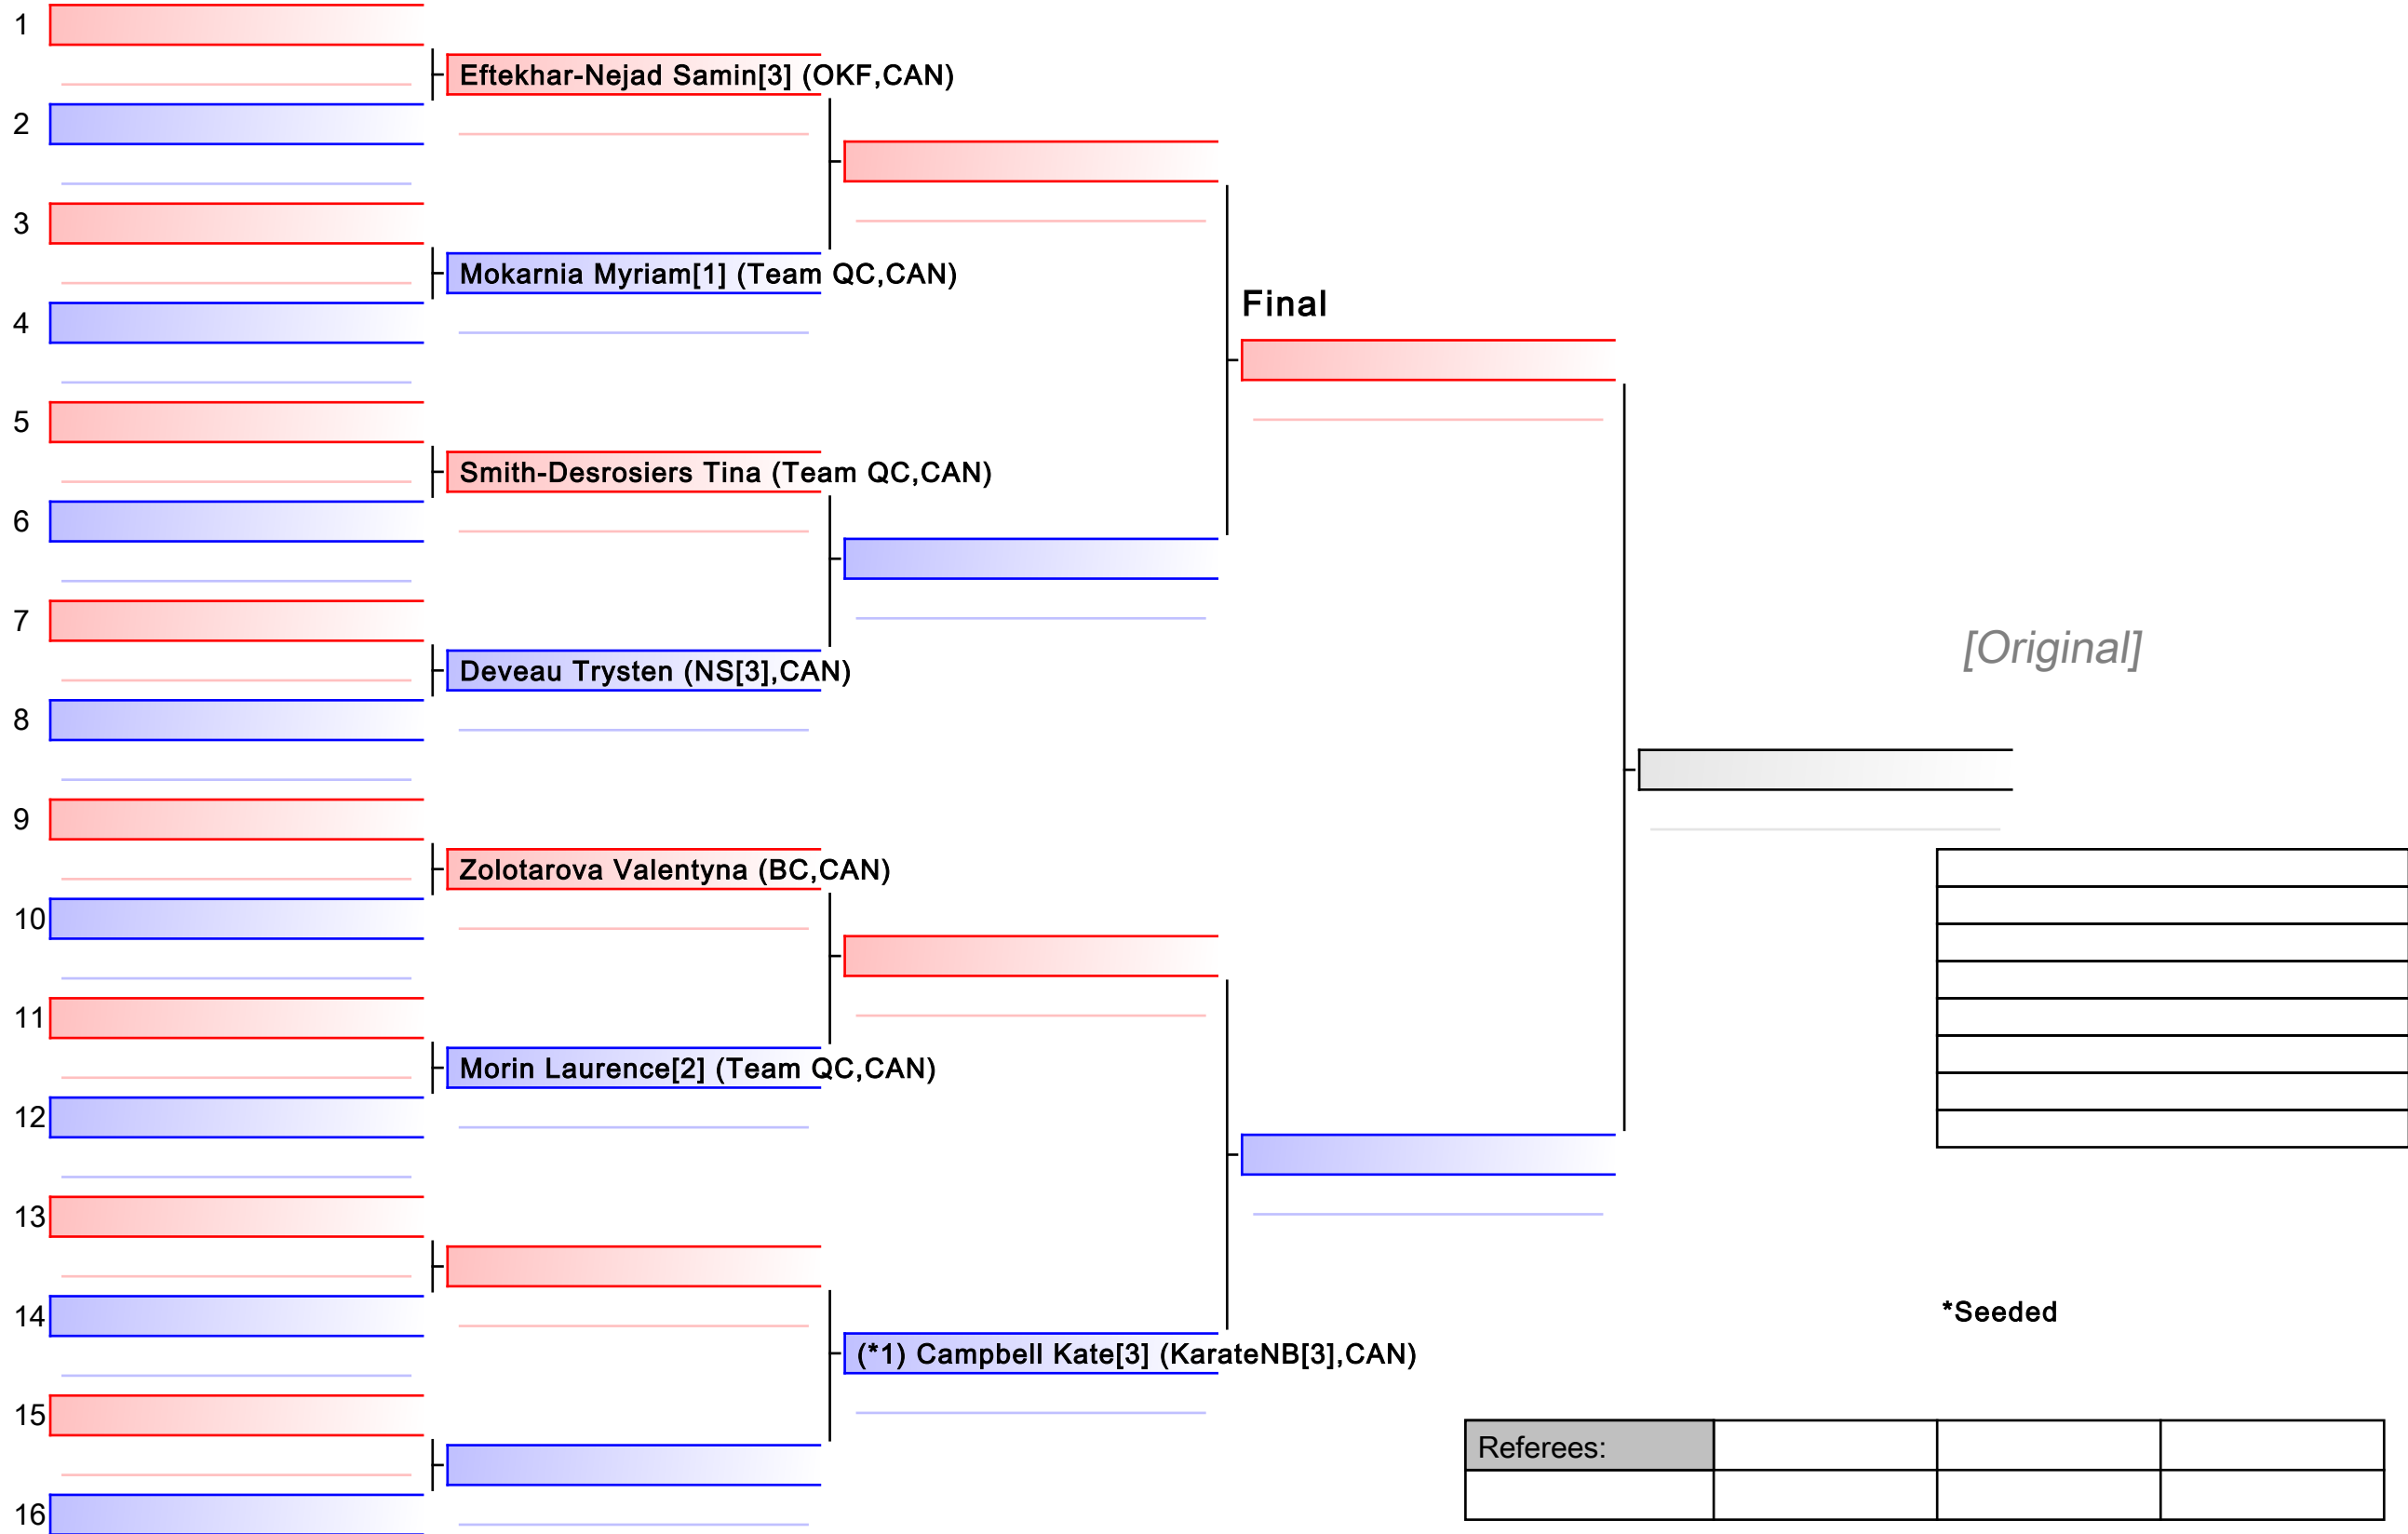 1
Eftekhar-Nejad Samin[3] (OKF,CAN)
2
3
Mokarnia Myriam[1] (Team QC,CAN)
Final
4
5
Smith-Desrosiers Tina (Team QC,CAN)
6
7
[Original]
Deveau Trysten (NS[3],CAN)
8
9
Zolotarova Valentyna (BC,CAN)
10
11
Morin Laurence[2] (Team QC,CAN)
12
13
14
*Seeded
(*1) Campbell Kate[3] (KarateNB[3],CAN)
15
Referees:
16